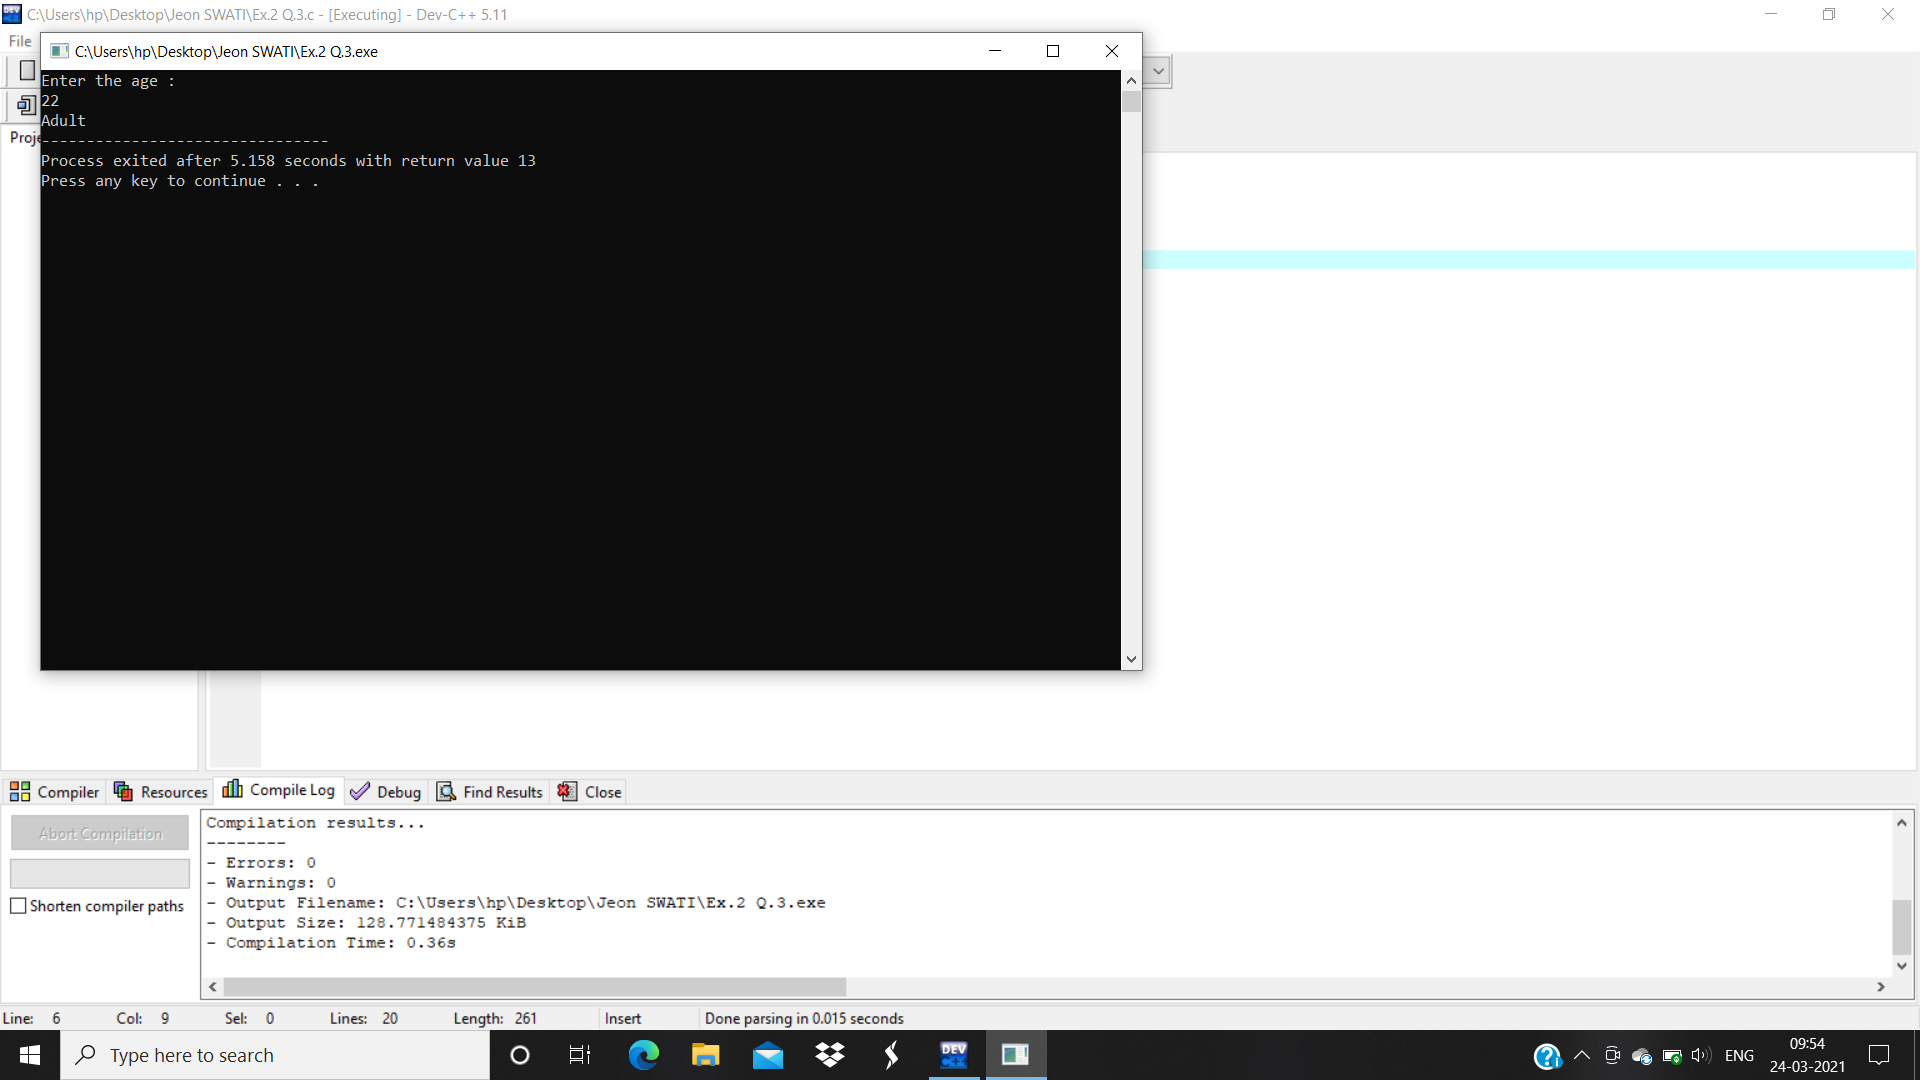 C:\Users\hp\Desktop\Jeon SWATI\Ex.2 Q.3.c - [Executing] - Dev-C++ 5.11
File
C:\Users\hp\Desktop\Jeon SWATI\Ex.2 Q.3.exe
Enter the age :
22
Adult
--------------------------------
Process exited after 5.158 seconds with return value 13
Press any key to continue . . .
Proje
Compiler Resources Compile Log Debug Find Results Close
Abort Compilation
Shorten compiler paths
Compilation results...
--------
- Errors: 0
- Warnings: 0
- Output Filename: C:\Users\hp\Desktop\Jeon SWATI\Ex.2 Q.3.exe
- Output Size: 128.771484375 KiB
- Compilation Time: 0.36s
Line: 6 Col: 9 Sel: 0 Lines: 20 Length: 261 Insert Done parsing in 0.015 seconds
Type here to search
DEV C++
ENG
09:54
24-03-2021